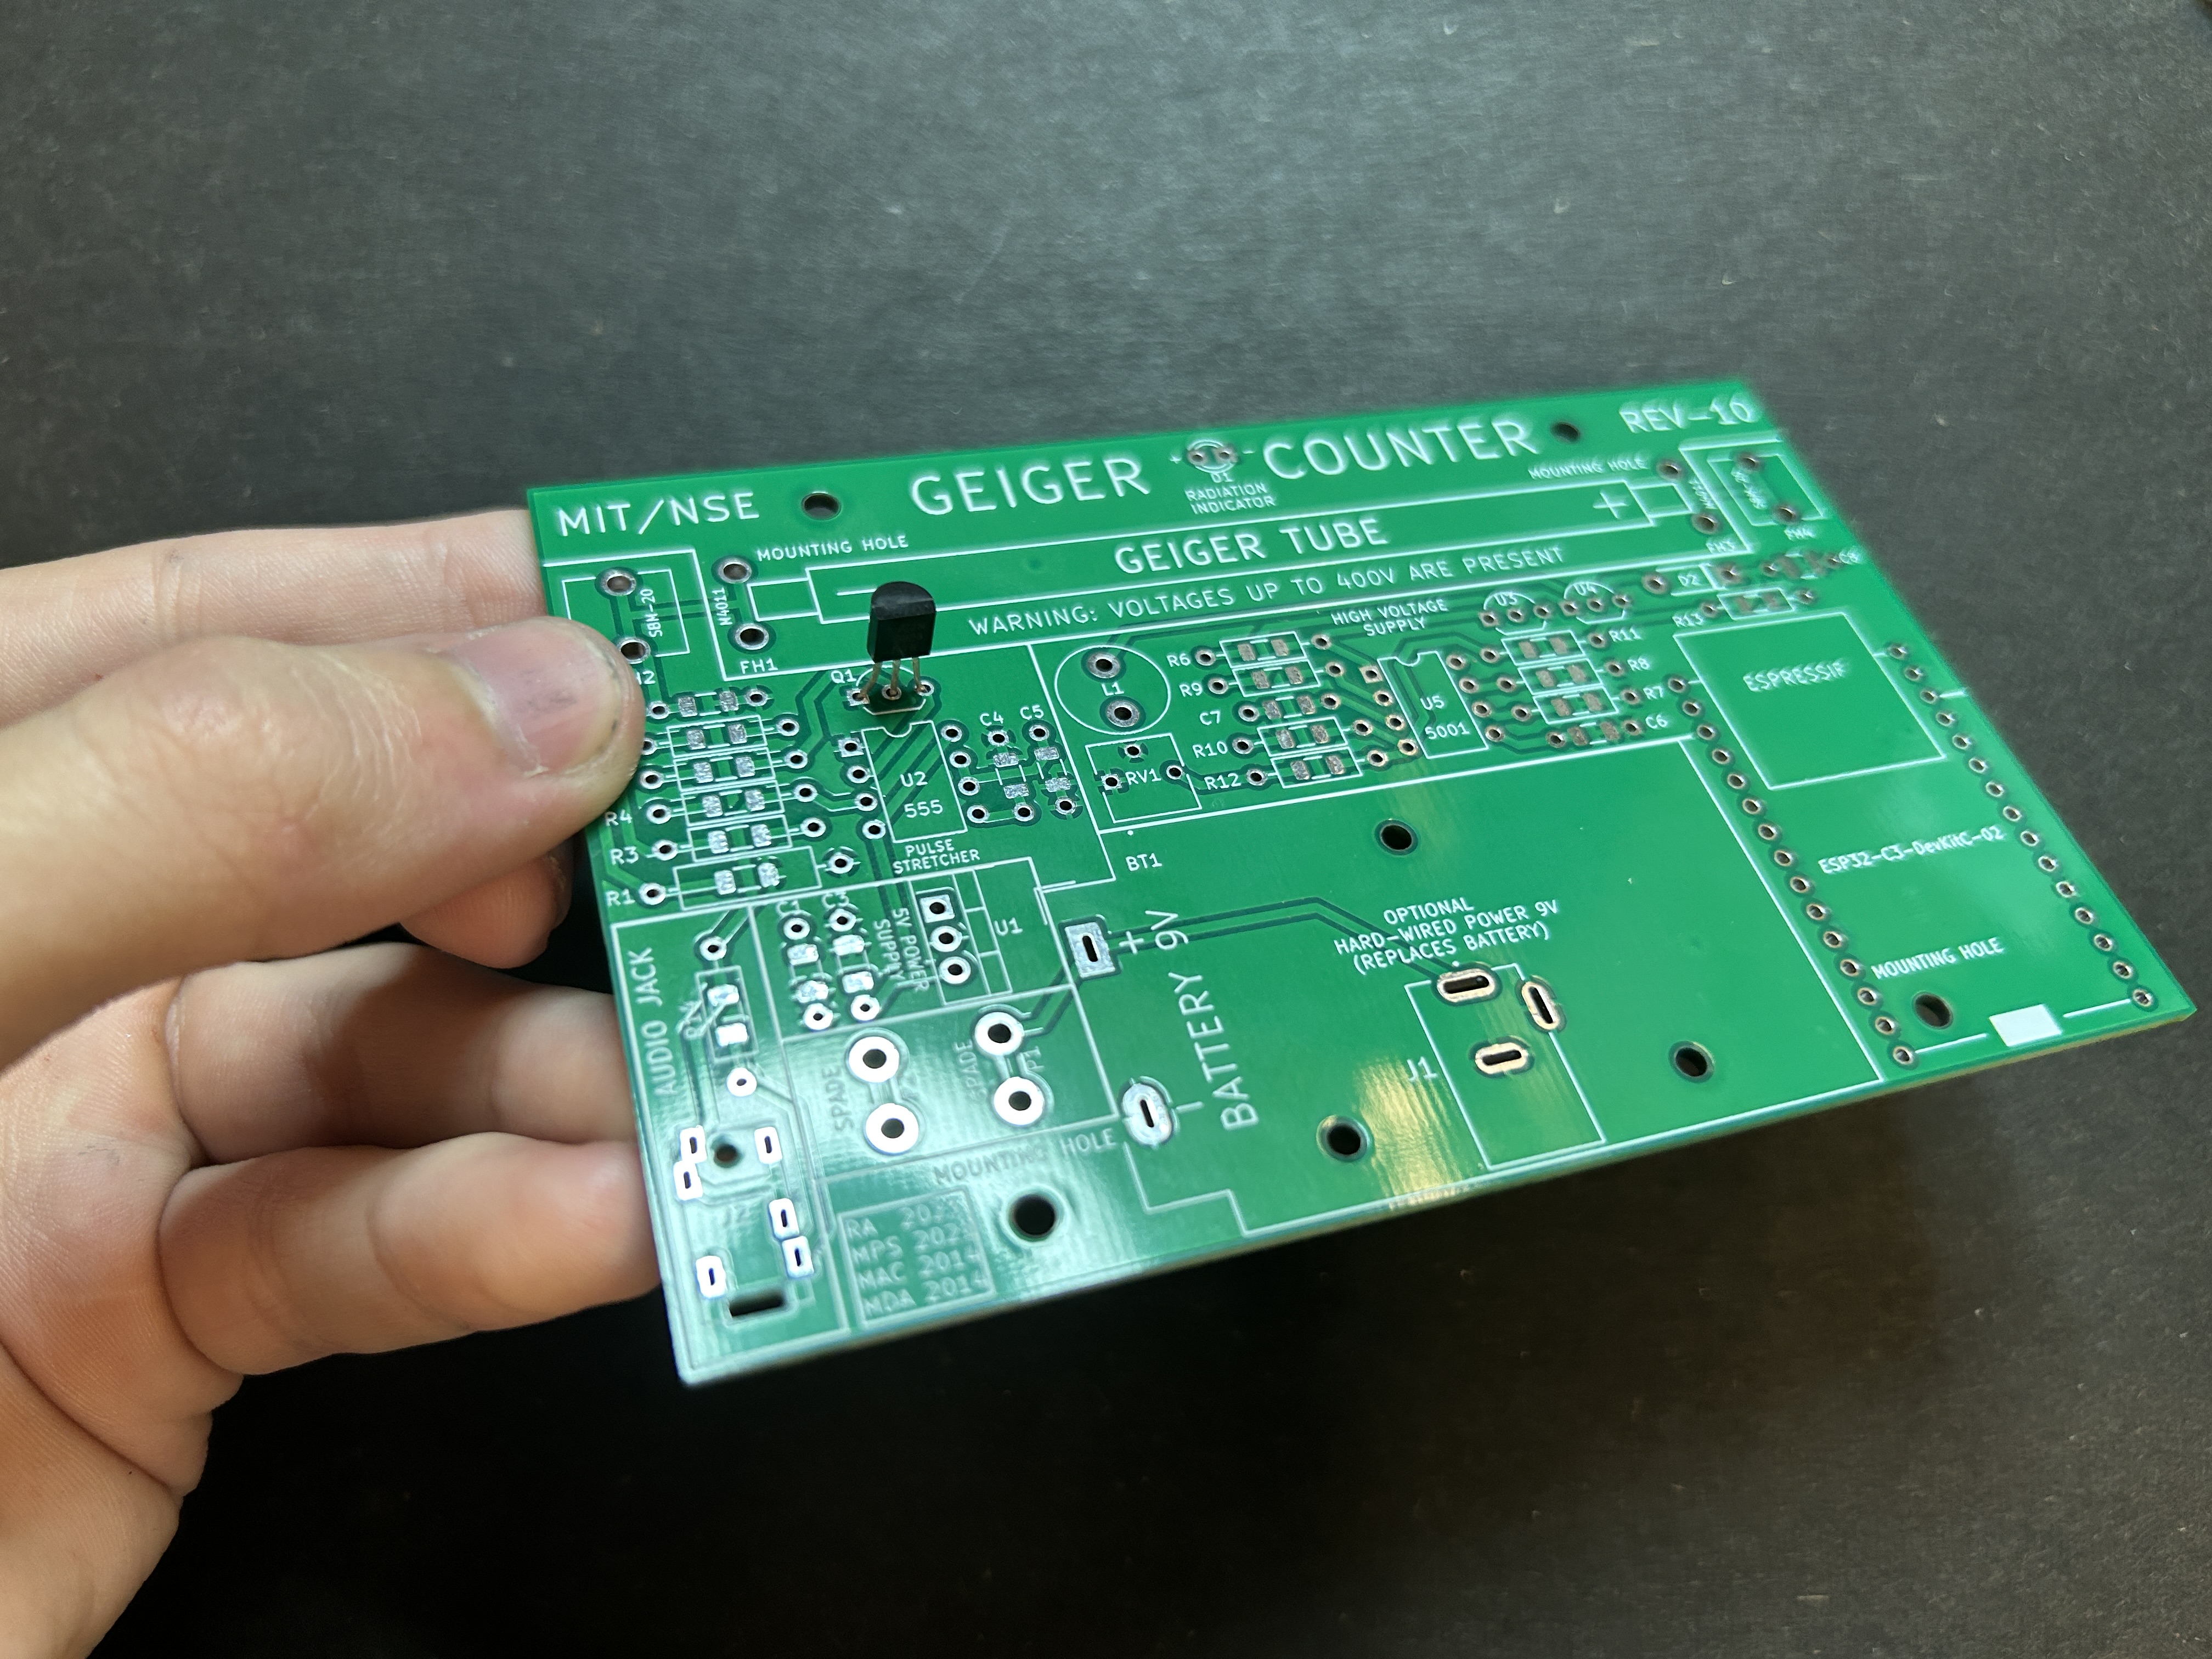 MIT/NSE
GEIGER
COUNTER
REV-16
MOUNTING HOLE
D1
RADIATION
INDICATOR
MOUNTING HOLE
SBM-20
M4011
FH1
GEIGER TUBE
+
WARNING: VOLTAGES UP TO 400V ARE PRESENT
M4011
SBM-20
Q1
R1
R3
R4
AUDIO JACK
R14
U2
555
PULSE
STRETCHER
C4
C5
L1
RV1
R6
R9
C7
R10
R12
HIGH VOLTAGE
SUPPLY
U5
5001
R11
R8
R7
C6
R13
D2
5V POWER
SUPPLY
U1
SPADE
SPADE
MPS 202
MAC 2014
MDA 2014
MOUNTING HOLE
BT1
+
-
BATTERY 9V
OPTIONAL
HARD-WIRED POWER 9V
(REPLACES BATTERY)
J1
ESPRESSIF
ESP32-C3-DevKitC-02
MOUNTING HOLE